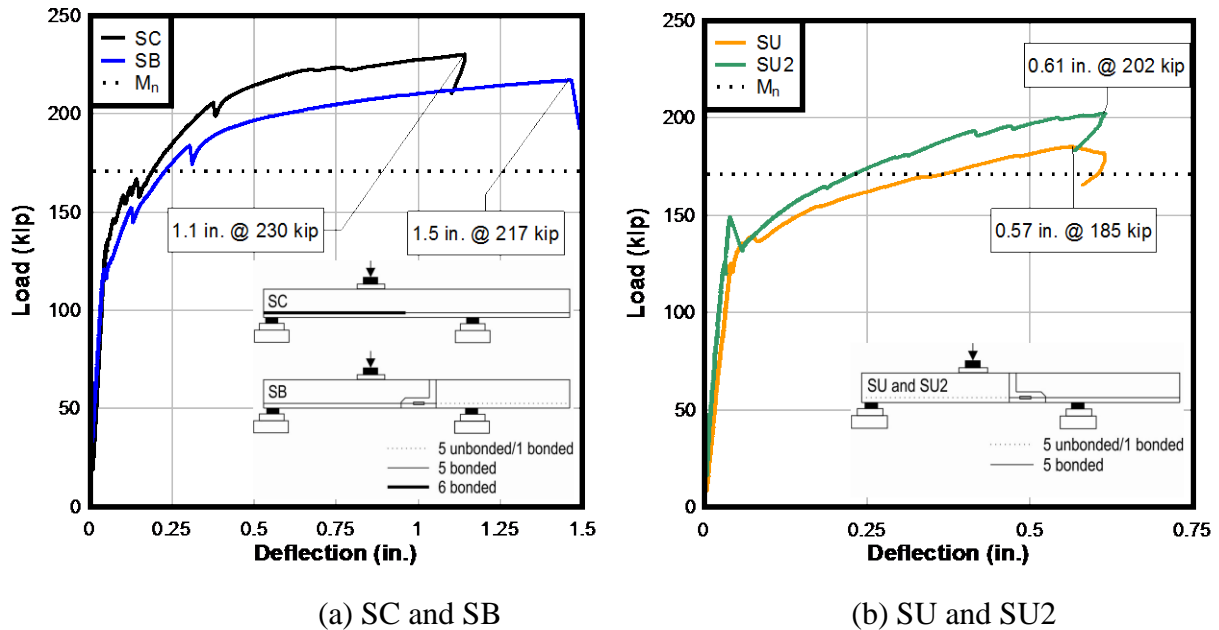 250
200
150
100
50
0
Load (kip)
SC
SB
Mn
1.1 in. @ 230 kip
1.5 in. @ 217 kip
SC
SB
5 unbonded/1 bonded
5 bonded
6 bonded
0 0.25 0.5 0.75 1 1.25 1.5
Deflection (in.)
(a) SC and SB
250
200
150
100
50
0
Load (kip)
SU
SU2
Mn
0.61 in. @ 202 kip
0.57 in. @ 185 kip
SU and SU2
5 unbonded/1 bonded
5 bonded
0 0.25 0.5 0.75
Deflection (in.)
(b) SU and SU2